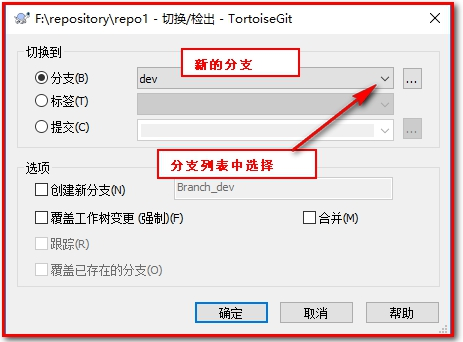 F:\repository\repo1 - 切换/检出 - TortoiseGit
切换到
分支(B)
dev
新的分支
...
标签(T)
提交(C)
...
分支列表中选择
选项
创建新分支(N)
Branch_dev
覆盖工作树变更 (强制)(F)
合并(M)
跟踪(R)
覆盖已存在的分支(O)
确定
取消
帮助